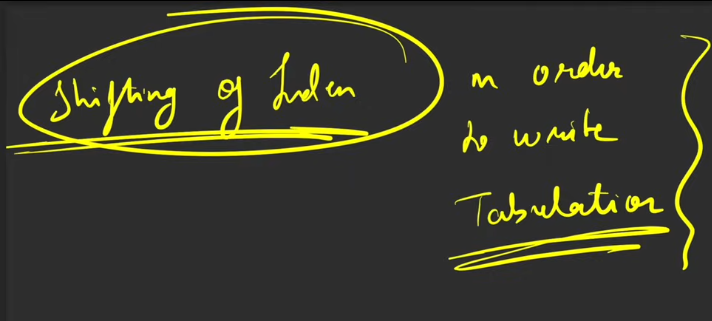 Shifting of Index
in order
to write
Tabulation